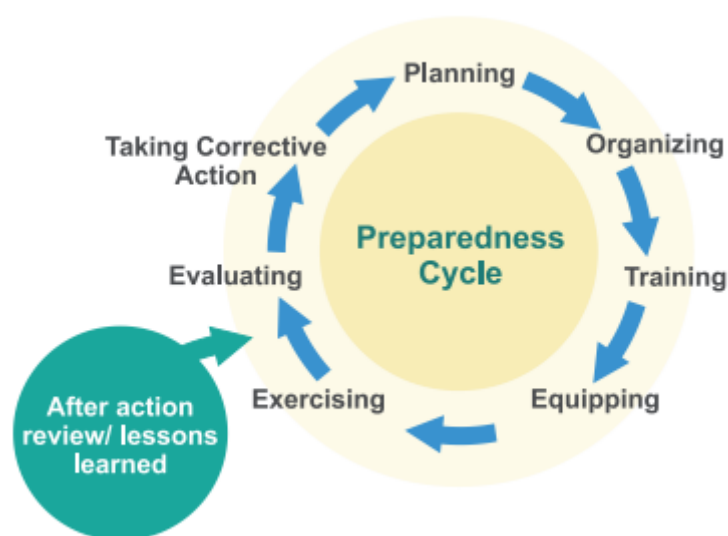 Planning
Organizing
Training
Equipping
Exercising
Evaluating
Taking Corrective
Action
Preparedness
Cycle
After action
review/ lessons
learned